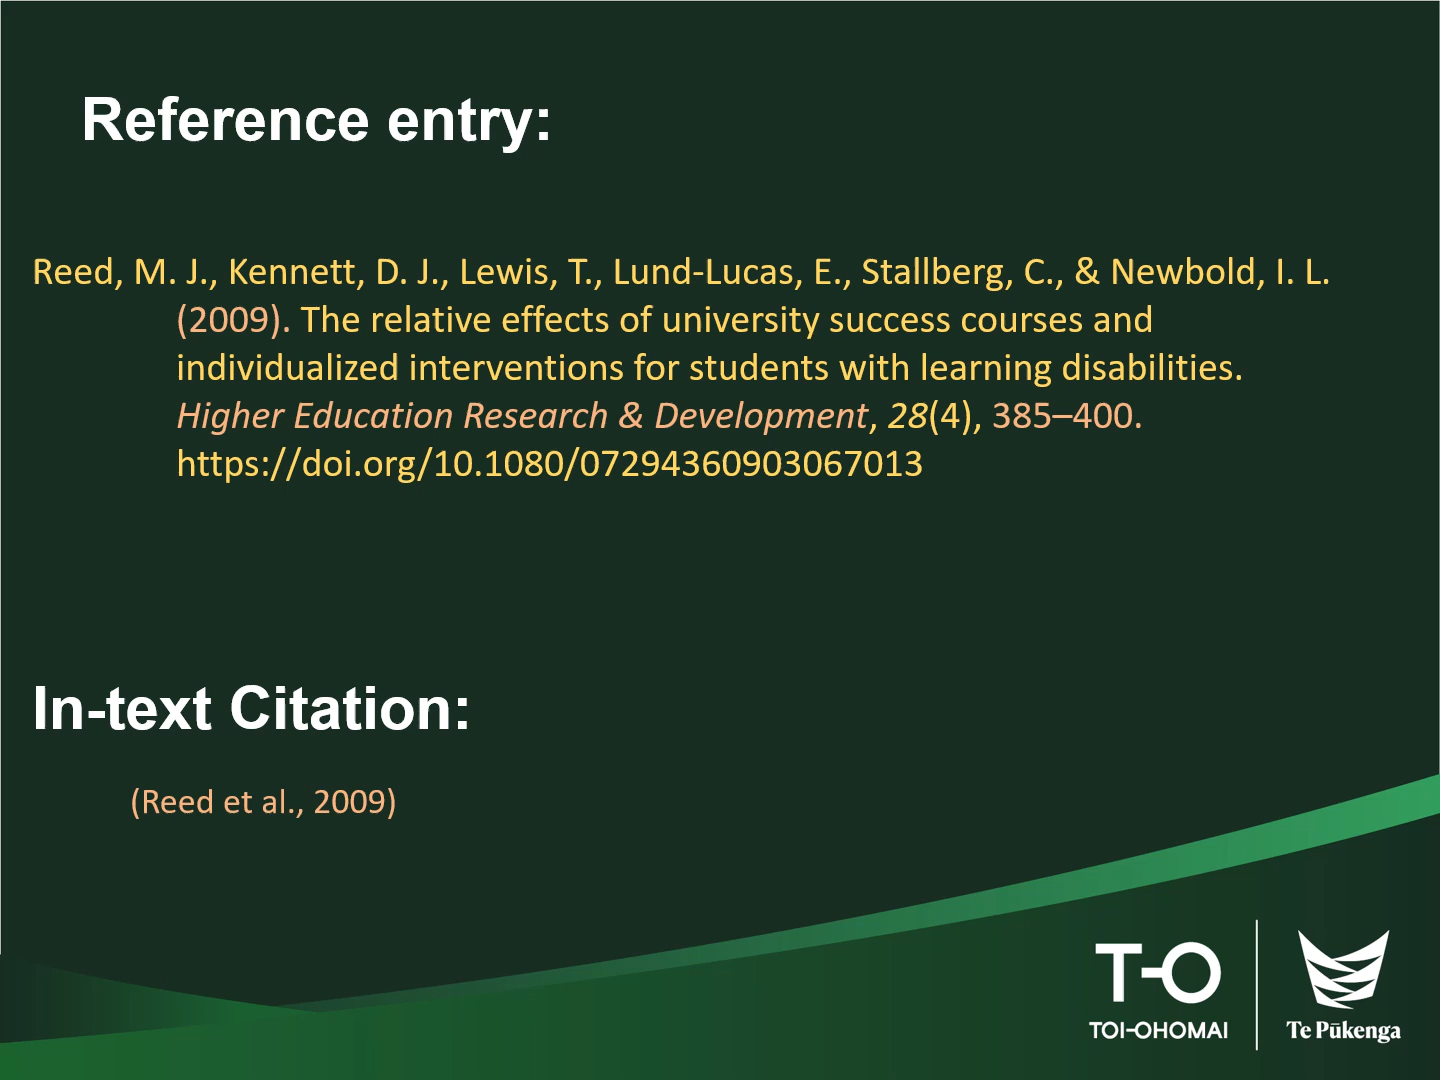 Reference entry:
Reed, M. J., Kennett, D. J., Lewis, T., Lund-Lucas, E., Stallberg, C., & Newbold, I. L.
(2009). The relative effects of university success courses and
individualized interventions for students with learning disabilities.
Higher Education Research & Development, 28(4), 385–400.
https://doi.org/10.1080/07294360903067013
In-text Citation:
(Reed et al., 2009)
T-O
TOI-OHOMAI
Te Pūkenga